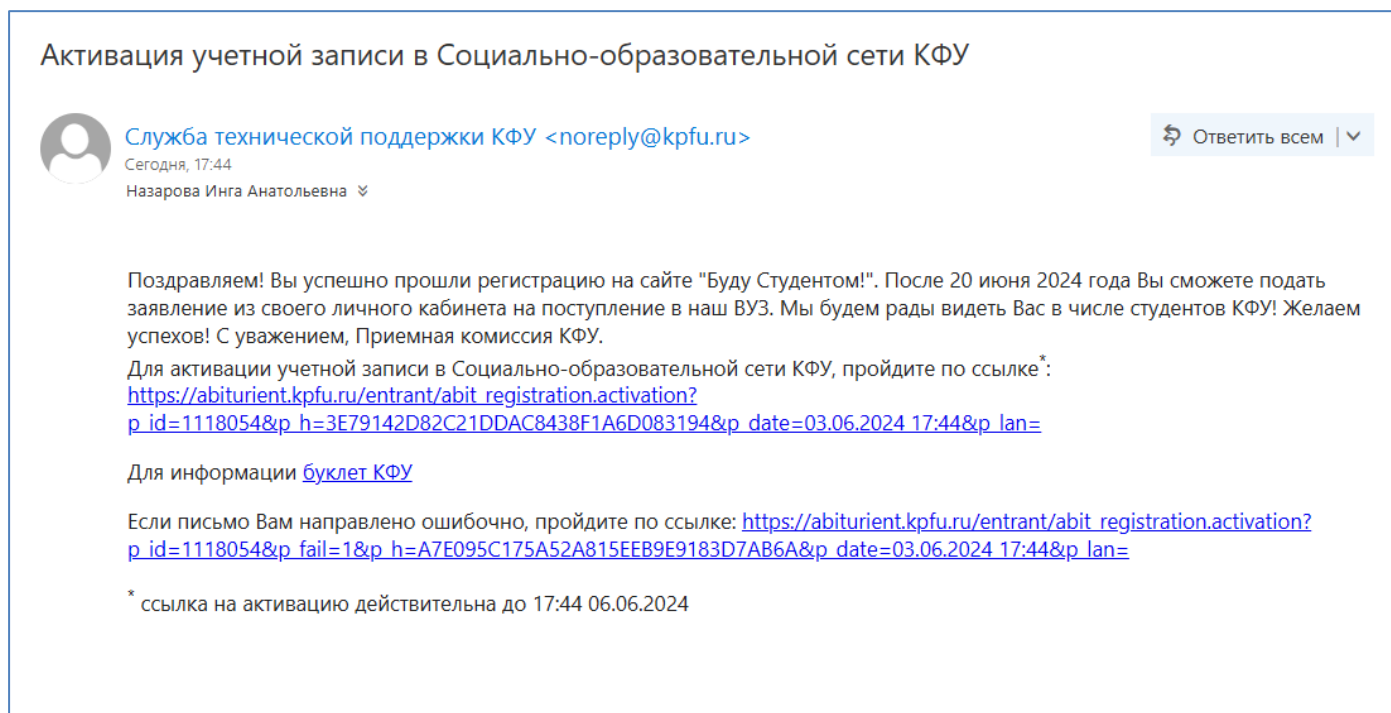 Активация учетной записи в Социально-образовательной сети КФУ
Служба технической поддержки КФУ <noreply@kpfu.ru>
Ответить всем
Сегодня, 17:44
Назарова Инга Анатольевна
Поздравляем! Вы успешно прошли регистрацию на сайте "Буду Студентом!". После 20 июня 2024 года Вы сможете подать
заявление из своего личного кабинета на поступление в наш ВУЗ. Мы будем рады видеть Вас в числе студентов КФУ! Желаем
успехов! С уважением, Приемная комиссия КФУ.
Для активации учетной записи в Социально-образовательной сети КФУ, пройдите по ссылке*:
https://abiturient.kpfu.ru/entrant/abit_registration.activation?
p_id=1118054&p_h=3E79142D82C21DDAC8438F1A6D083194&p_date=03.06.2024 17:44&p_lan=
Для информации буклет КФУ
Если письмо Вам направлено ошибочно, пройдите по ссылке: https://abiturient.kpfu.ru/entrant/abit_registration.activation?
p_id=1118054&p_fail=1&p_h=A7E095C175A52A815EEB9E9183D7AB6A&p_date=03.06.2024 17:44&p_lan=
* ссылка на активацию действительна до 17:44 06.06.2024